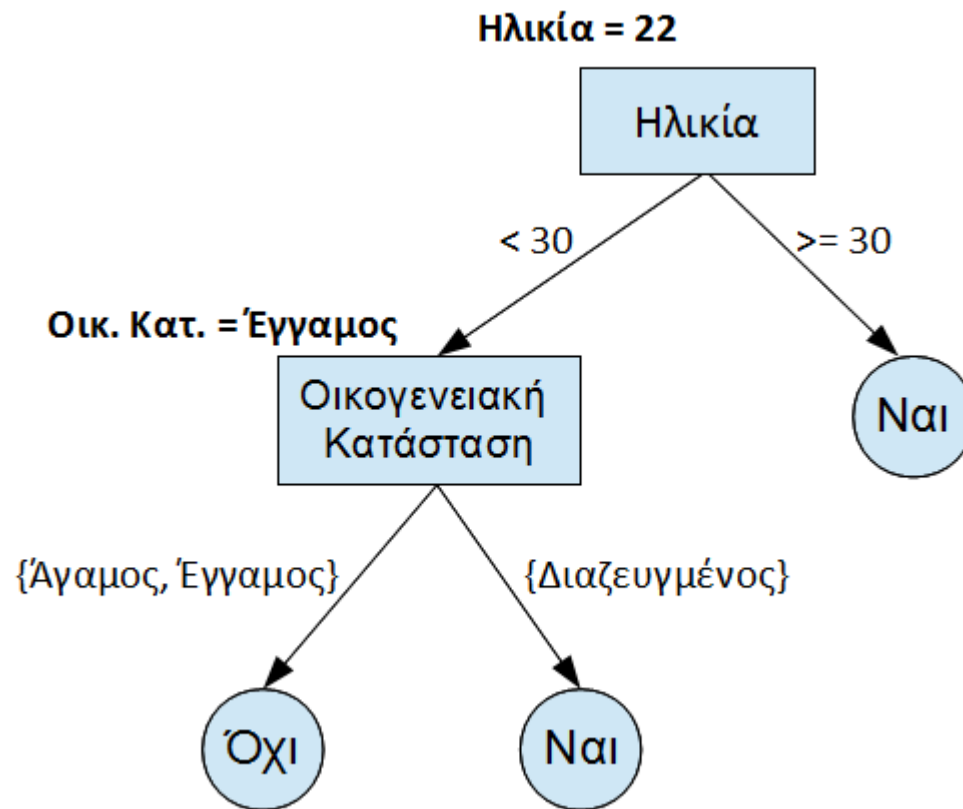 Ηλικία = 22
Ηλικία
< 30
>= 30
Οικ. Κατ. = Έγγαμος
Οικογενειακή
Κατάσταση
Ναι
{Άγαμος, Έγγαμος}
{Διαζευγμένος}
Όχι
Ναι